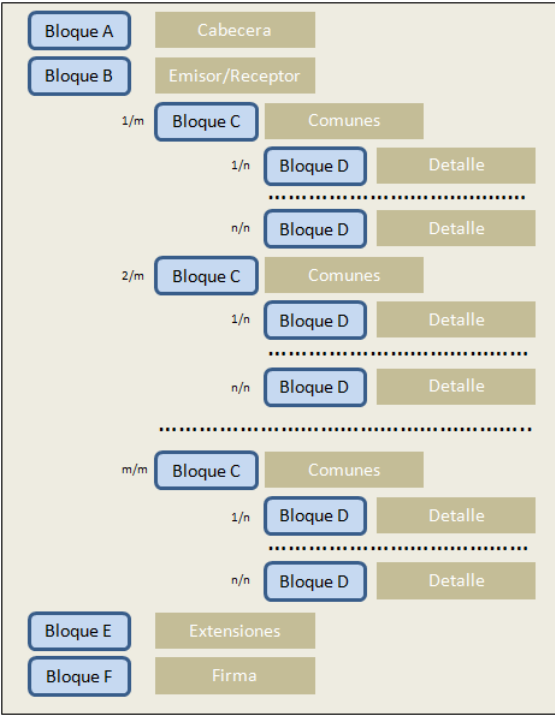 Bloque A Cabecera
Bloque B Emisor/Receptor
1/m Bloque C Comunes
1/n Bloque D Detalle
n/n Bloque D Detalle
2/m Bloque C Comunes
1/n Bloque D Detalle
n/n Bloque D Detalle
m/m Bloque C Comunes
1/n Bloque D Detalle
n/n Bloque D Detalle
Bloque E Extensiones
Bloque F Firma